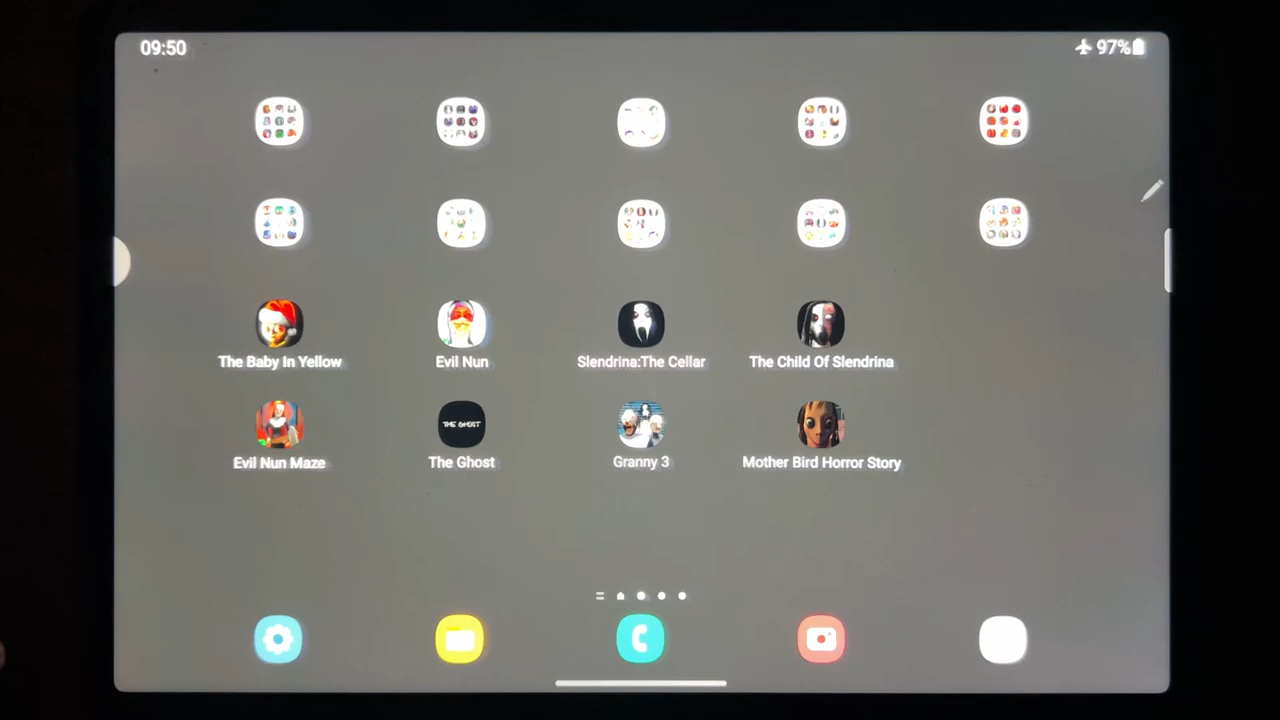 09:50
97%
The Baby In Yellow
Evil Nun
Slendrina:The Cellar
The Child Of Slendrina
Evil Nun Maze
THE GHOST
The Ghost
Granny 3
Mother Bird Horror Story